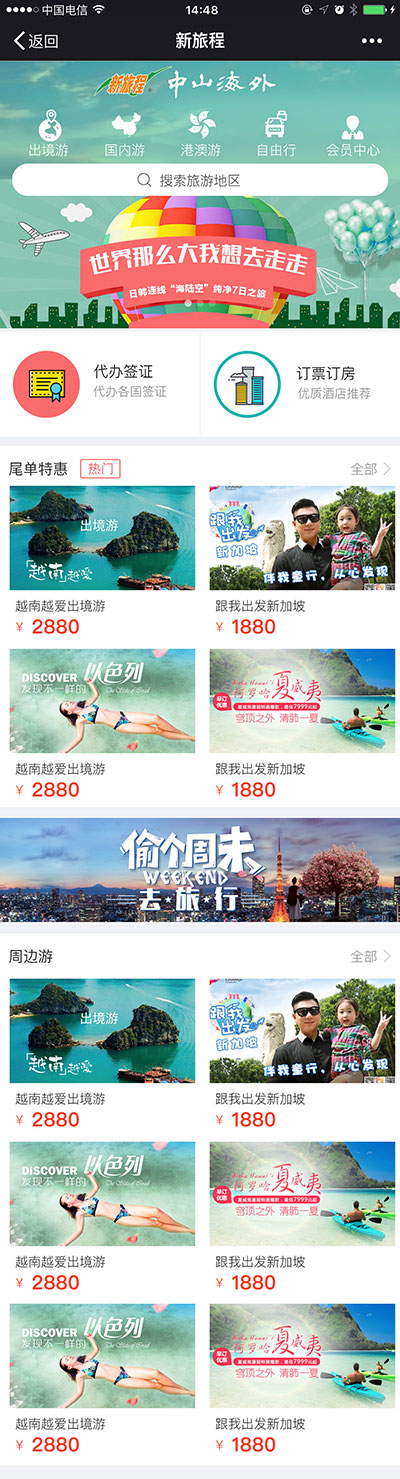 中国电信
14:48
返回
新旅程
新旅程 中山海外
出境游
国内游
港澳游
自由行
会员中心
搜索旅游地区
世界那么大我想去走走
日韩连线“海陆空”纯净7日之旅
代办签证
代办各国签证
订票订房
优质酒店推荐
尾单特惠 热门
全部
出境游
「越南」越爱
跟我出发
新加坡
伴我童行，从心发现
越南越爱出境游
¥ 2880
跟我出发新加坡
¥ 1880
DISCOVER 以色列
发现不一样的
阿罗哈夏威夷
早订优惠
穹顶之外 清肺一夏
越南越爱出境游
¥ 2880
跟我出发新加坡
¥ 1880
偷个周末
WEEKEND
去★旅★行
周边游
全部
出境游
「越南」越爱
跟我出发
新加坡
伴我童行，从心发现
越南越爱出境游
¥ 2880
跟我出发新加坡
¥ 1880
DISCOVER 以色列
发现不一样的
阿罗哈夏威夷
早订优惠
穹顶之外 清肺一夏
越南越爱出境游
¥ 2880
跟我出发新加坡
¥ 1880
DISCOVER 以色列
发现不一样的
阿罗哈夏威夷
早订优惠
穹顶之外 清肺一夏
越南越爱出境游
¥ 2880
跟我出发新加坡
¥ 1880